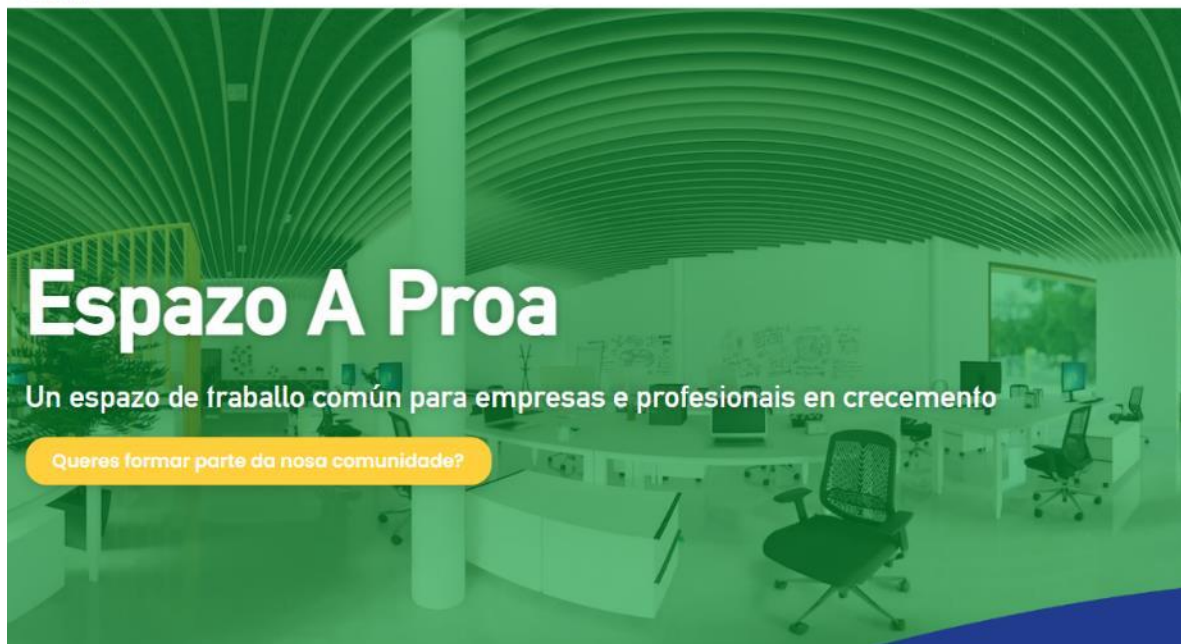 Espazo A Proa
Un espazo de traballo común para empresas e profesionais en crecemento
Queres formar parte da nosa comunidade?